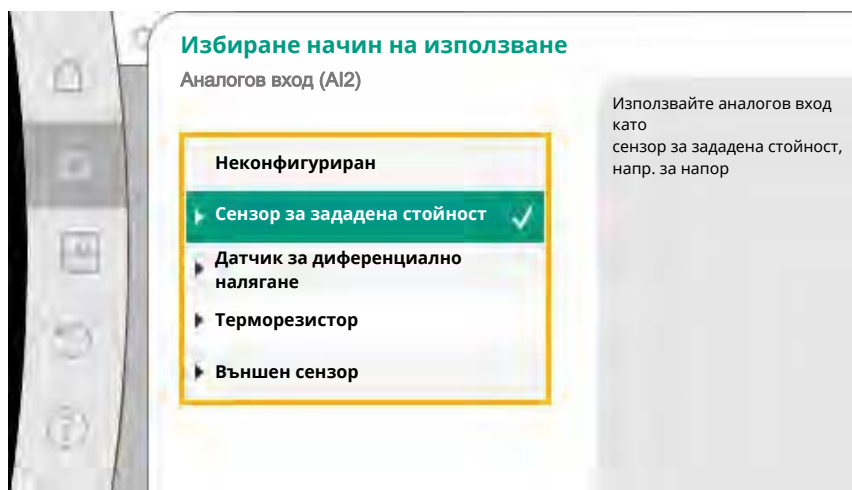 Избиране начин на използване
Аналогов вход (AI2)
Неконфигуриран
Сензор за зададена стойност
Датчик за диференциално
налягане
Терморезистор
Външен сензор
Използвайте аналогов вход
като
сензор за зададена стойност,
напр. за напор